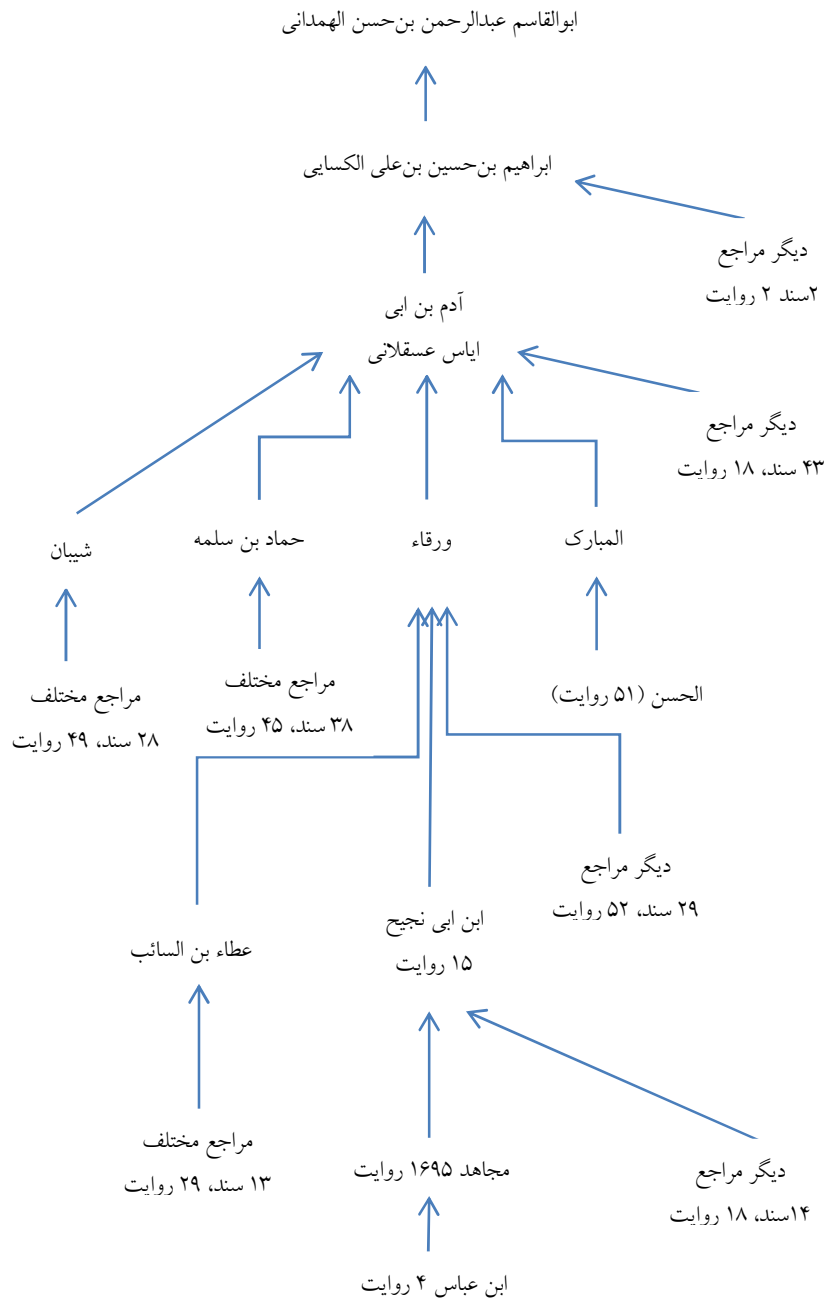 ابوالقاسم عبدالرحمن بن‌حسن الهمدانی
ابراهیم بن‌حسین بن‌علی الکسایی
دیگر مراجع
۲سند ۲ روایت
آدم بن ابی
ایاس عسقلانی
دیگر مراجع
۴۳ سند، ۱۸ روایت
المبارک
ورقاء
حماد بن سلمه
شیبان
الحسن (۵۱ روایت)
مراجع مختلف
۳۸ سند، ۴۵ روایت
مراجع مختلف
۲۸ سند، ۴۹ روایت
دیگر مراجع
۲۹ سند، ۵۲ روایت
ابن ابی نجیح
۱۵ روایت
عطاء بن السائب
دیگر مراجع
۱۴سند، ۱۸ روایت
مجاهد ۱۶۹۵ روایت
مراجع مختلف
۱۳ سند، ۲۹ روایت
ابن عباس ۴ روایت